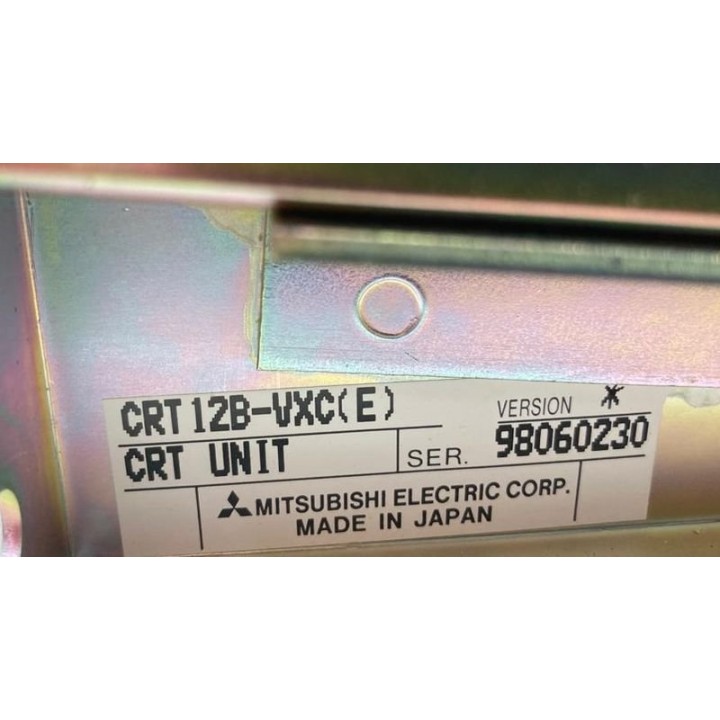 CRT12B-VXC(E) VERSION *
CRT UNIT SER. 98060230
MITSUBISHI ELECTRIC CORP.
MADE IN JAPAN